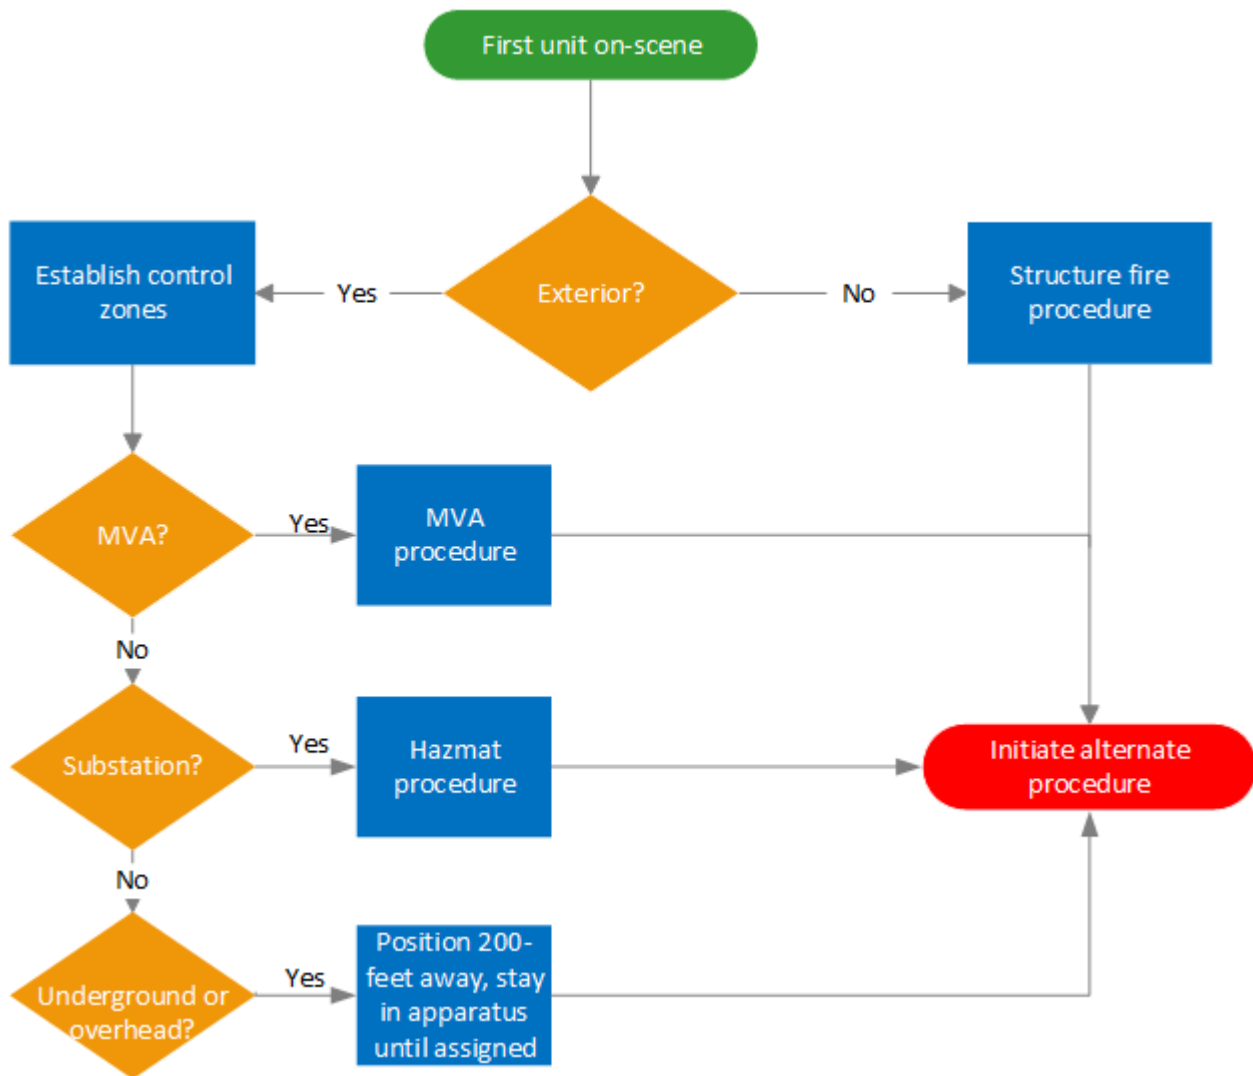 First unit on-scene
Establish control
zones
Yes
Exterior?
No
Structure fire
procedure
MVA?
Yes
MVA
procedure
No
Substation?
Yes
Hazmat
procedure
Initiate alternate
procedure
No
Underground or
overhead?
Yes
Position 200-
feet away, stay
in apparatus
until assigned